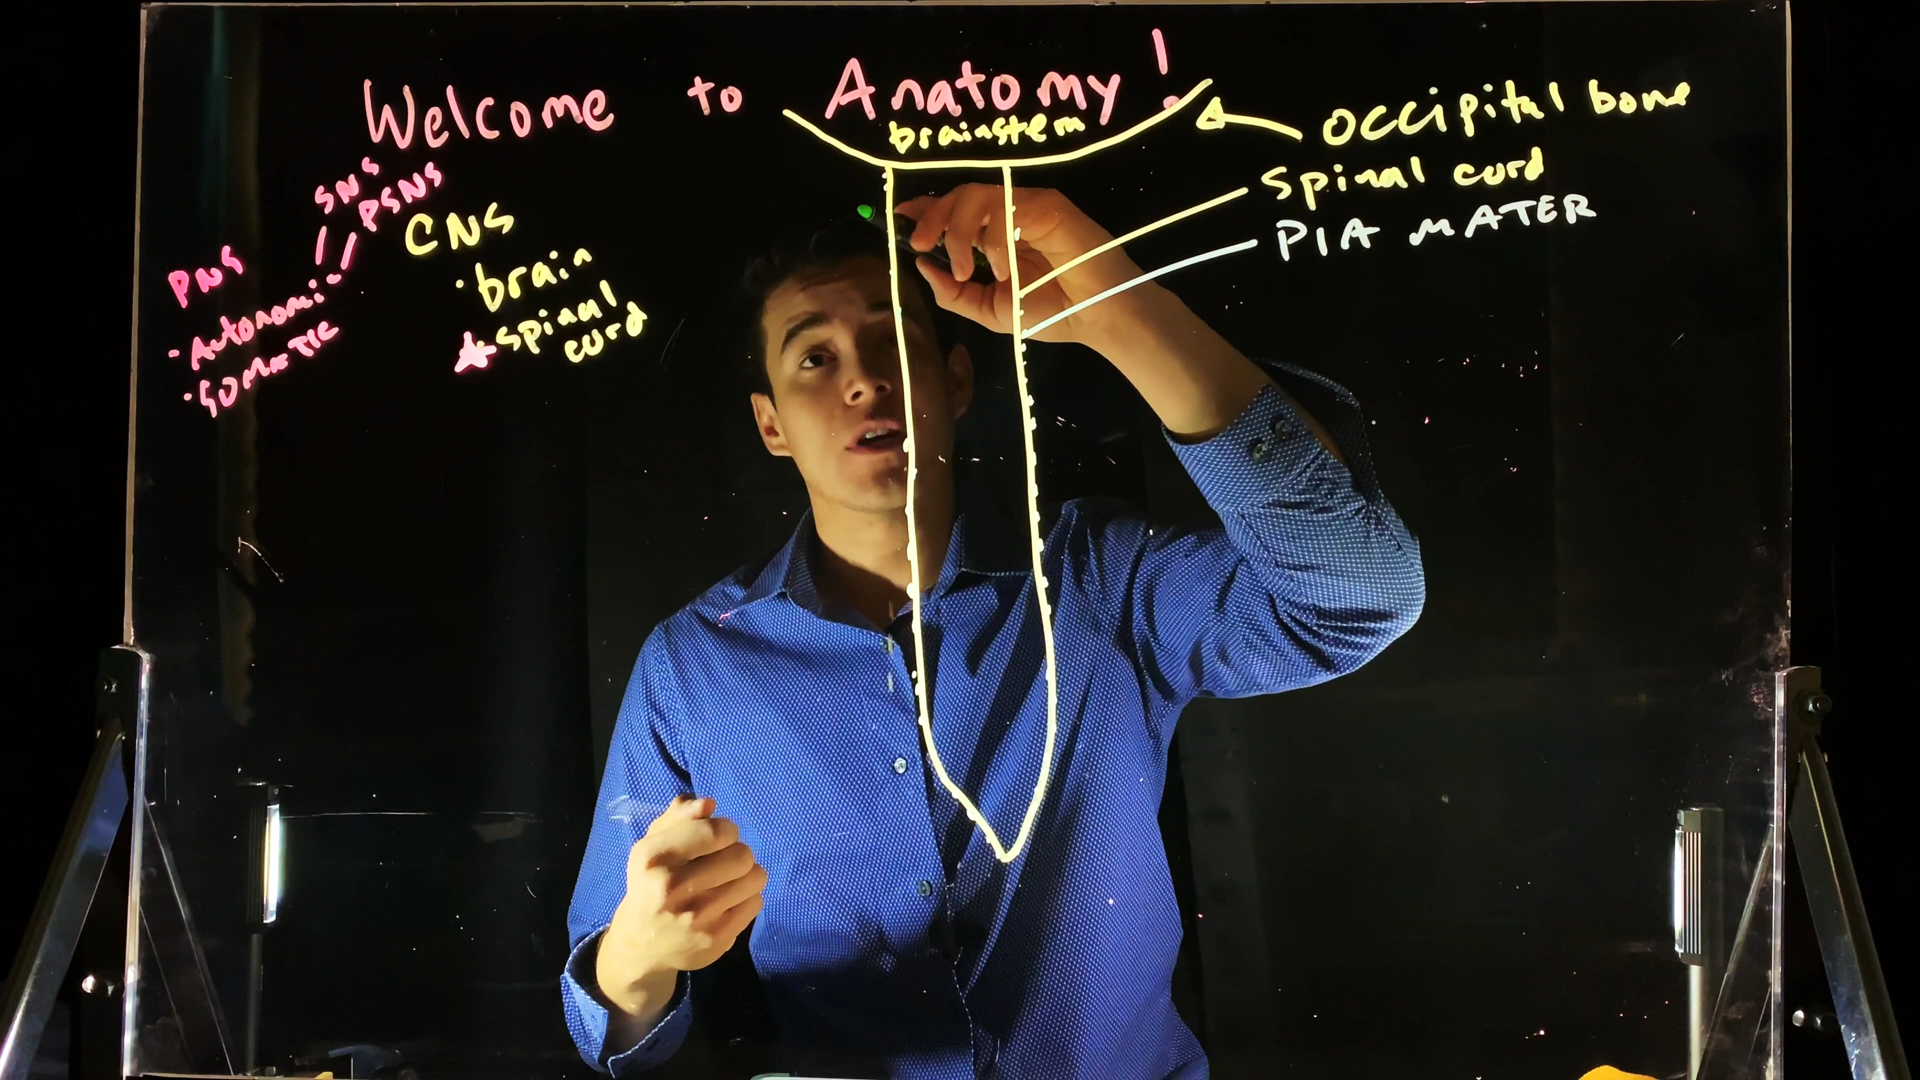 Welcome to Anatomy!
brainstem
occipital bone
spinal cord
PIA MATER
SNS
PSNS
PNS
• Autonomic
• Somatic
CNS
• brain
★ spinal
cord